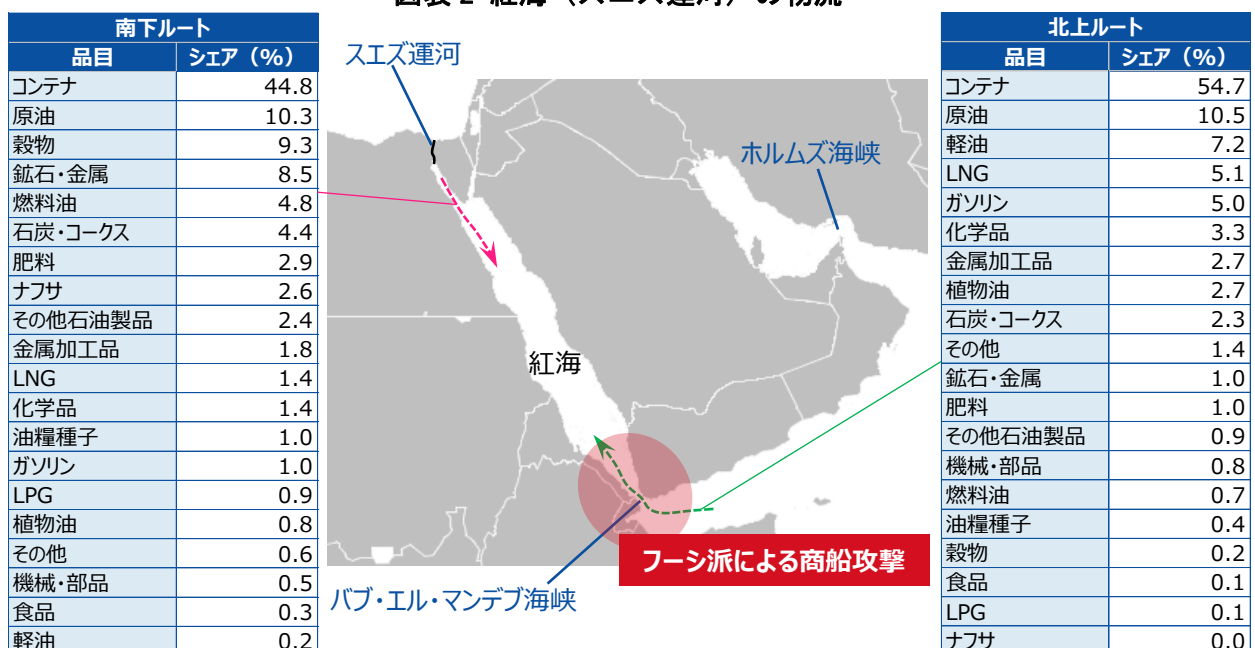 図表 2 紅海（スエズ運河）の物流
南下ルート
品目 シェア（%）
コンテナ 44.8
原油 10.3
穀物 9.3
鉱石・金属 8.5
燃料油 4.8
石炭・コークス 4.4
肥料 2.9
ナフサ 2.6
その他石油製品 2.4
金属加工品 1.8
LNG 1.4
化学品 1.4
油糧種子 1.0
ガソリン 1.0
LPG 0.9
植物油 0.8
その他 0.6
機械・部品 0.5
食品 0.3
軽油 0.2
スエズ運河
ホルムズ海峡
紅海
フーシ派による商船攻撃
バブ・エル・マンデブ海峡
北上ルート
品目 シェア（%）
コンテナ 54.7
原油 10.5
軽油 7.2
LNG 5.1
ガソリン 5.0
化学品 3.3
金属加工品 2.7
植物油 2.7
石炭・コークス 2.3
その他 1.4
鉱石・金属 1.0
肥料 1.0
その他石油製品 0.9
機械・部品 0.8
燃料油 0.7
油糧種子 0.4
穀物 0.2
食品 0.1
LPG 0.1
ナフサ 0.0